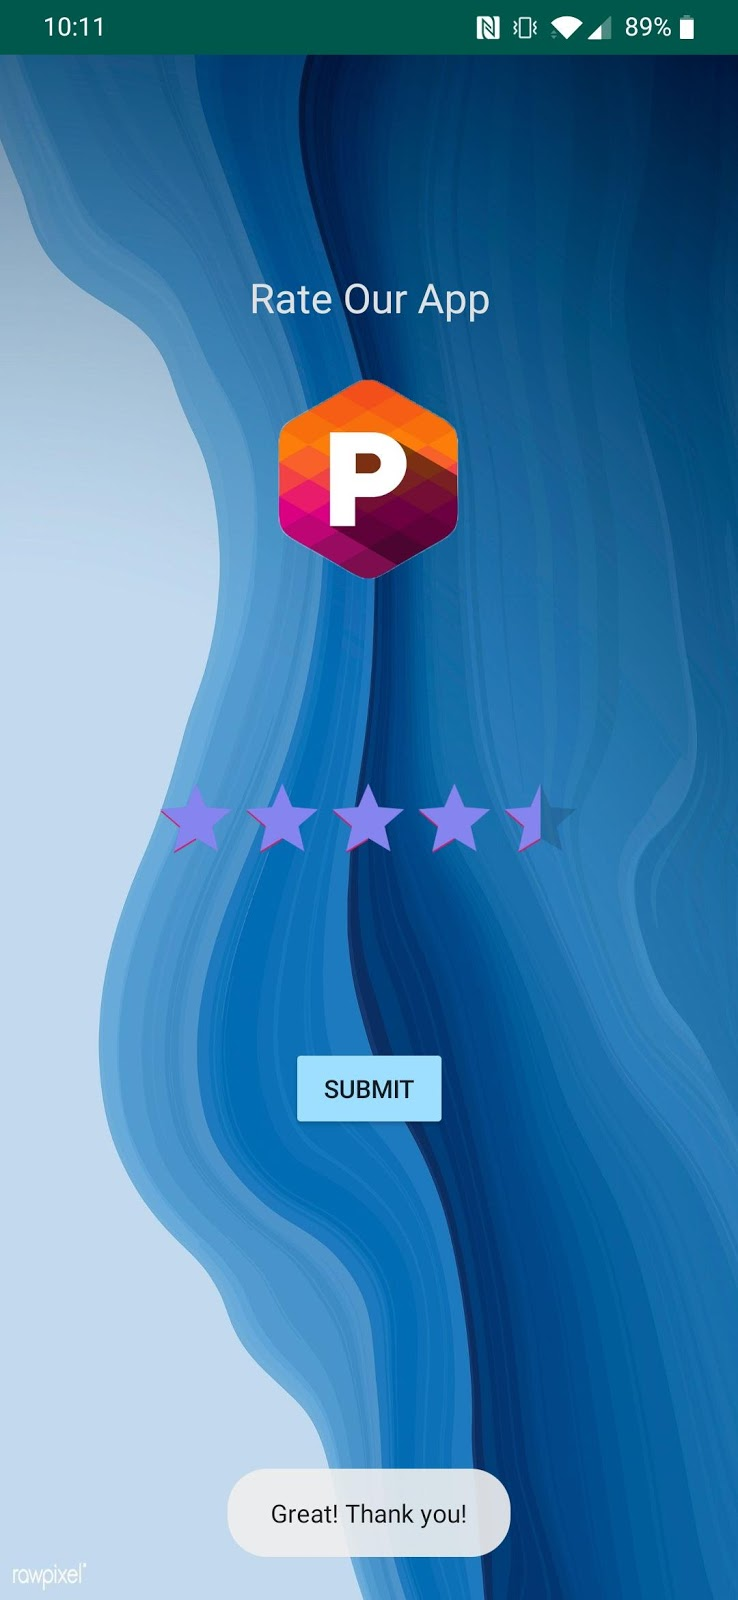 10:11
89%
Rate Our App
P
SUBMIT
Great! Thank you!
rawpixel